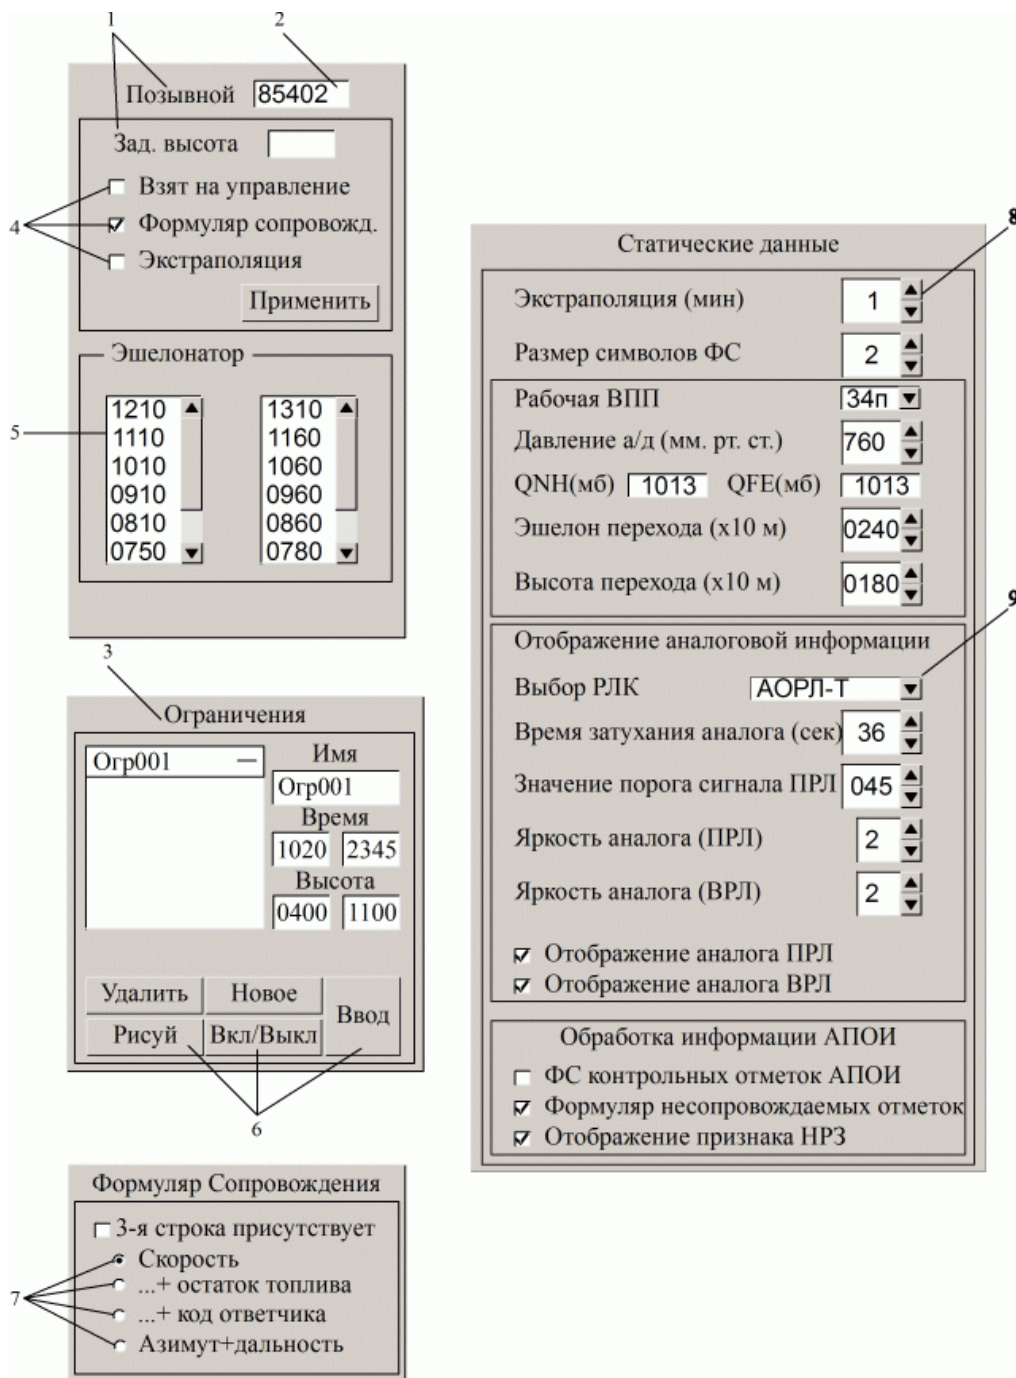 1
2
Позывной 85402
Зад. высота
Взят на управление
4
Формуляр сопровожд.
Экстраполяция
Применить
Эшелонатор
5
1210 1310
1110 1160
1010 1060
0910 0960
0810 0860
0750 0780
3
Ограничения
Огр001
Имя
Огр001
Время
1020 2345
Высота
0400 1100
Удалить Новое Ввод
Рисуй Вкл/Выкл
6
Формуляр Сопровождения
3-я строка присутствует
7
Скорость
...+ остаток топлива
...+ код ответчика
Азимут+дальность
8
Статические данные
Экстраполяция (мин) 1
Размер символов ФС 2
Рабочая ВПП 34п
Давление а/д (мм. рт. ст.) 760
QNH(мб) 1013 QFE(мб) 1013
Эшелон перехода (х10 м) 0240
Высота перехода (х10 м) 0180
9
Отображение аналоговой информации
Выбор РЛК АОРЛ-Т
Время затухания аналога (сек) 36
Значение порога сигнала ПРЛ 045
Яркость аналога (ПРЛ) 2
Яркость аналога (ВРЛ) 2
Отображение аналога ПРЛ
Отображение аналога ВРЛ
Обработка информации АПОИ
ФС контрольных отметок АПОИ
Формуляр несопровождаемых отметок
Отображение признака НРЗ